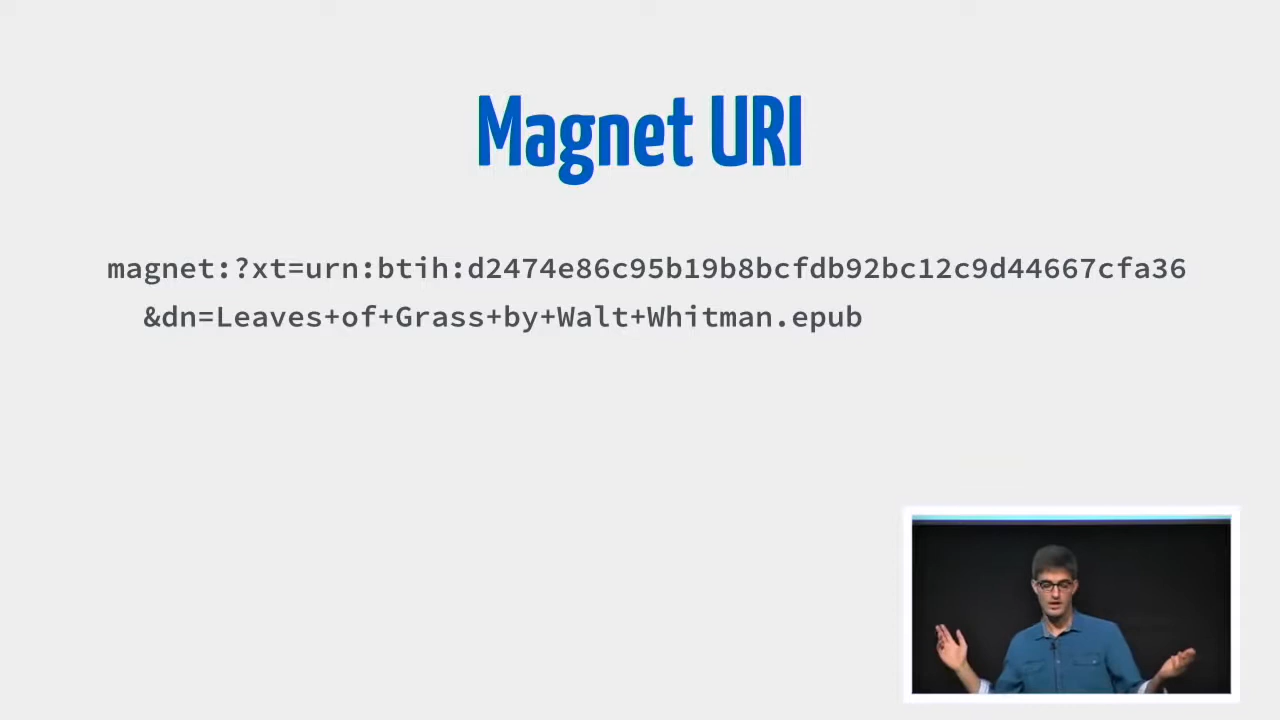 Magnet URI
magnet:?xt=urn:btih:d2474e86c95b19b8bcfdb92bc12c9d44667cfa36
&dn=Leaves+of+Grass+by+Walt+Whitman.epub